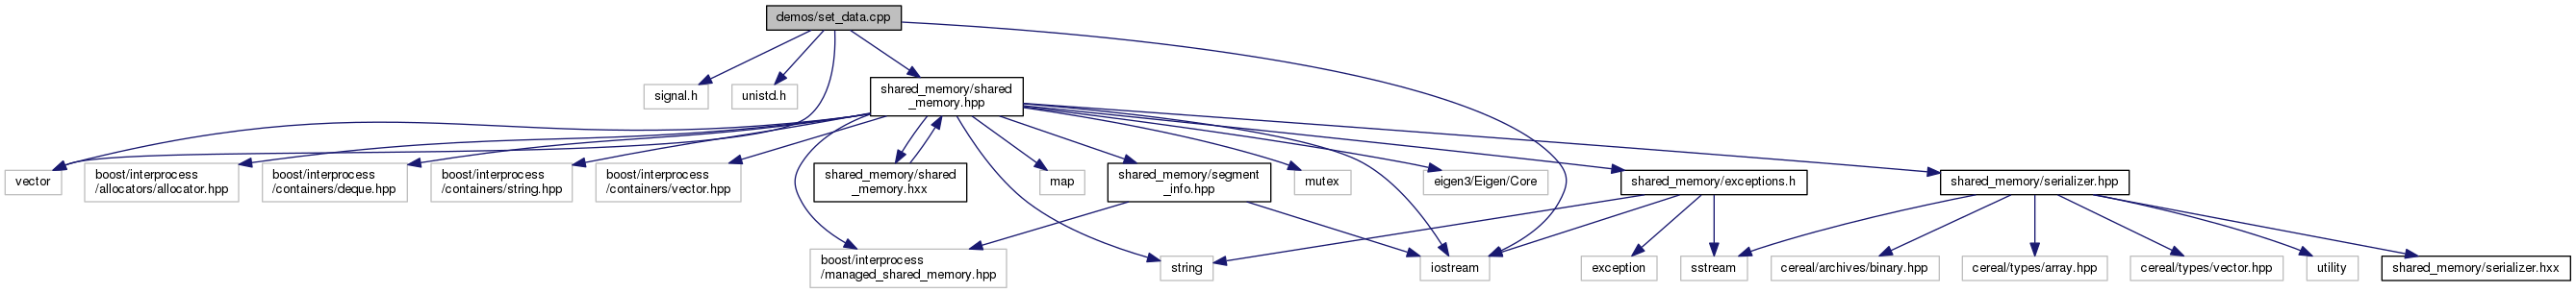 demos/set_data.cpp
signal.h
unistd.h
shared_memory/shared
_memory.hpp
vector
boost/interprocess
/allocators/allocator.hpp
boost/interprocess
/containers/deque.hpp
boost/interprocess
/containers/string.hpp
boost/interprocess
/containers/vector.hpp
shared_memory/shared
_memory.hxx
map
shared_memory/segment
_info.hpp
mutex
eigen3/Eigen/Core
shared_memory/exceptions.h
shared_memory/serializer.hpp
boost/interprocess
/managed_shared_memory.hpp
string
iostream
exception
sstream
cereal/archives/binary.hpp
cereal/types/array.hpp
cereal/types/vector.hpp
utility
shared_memory/serializer.hxx